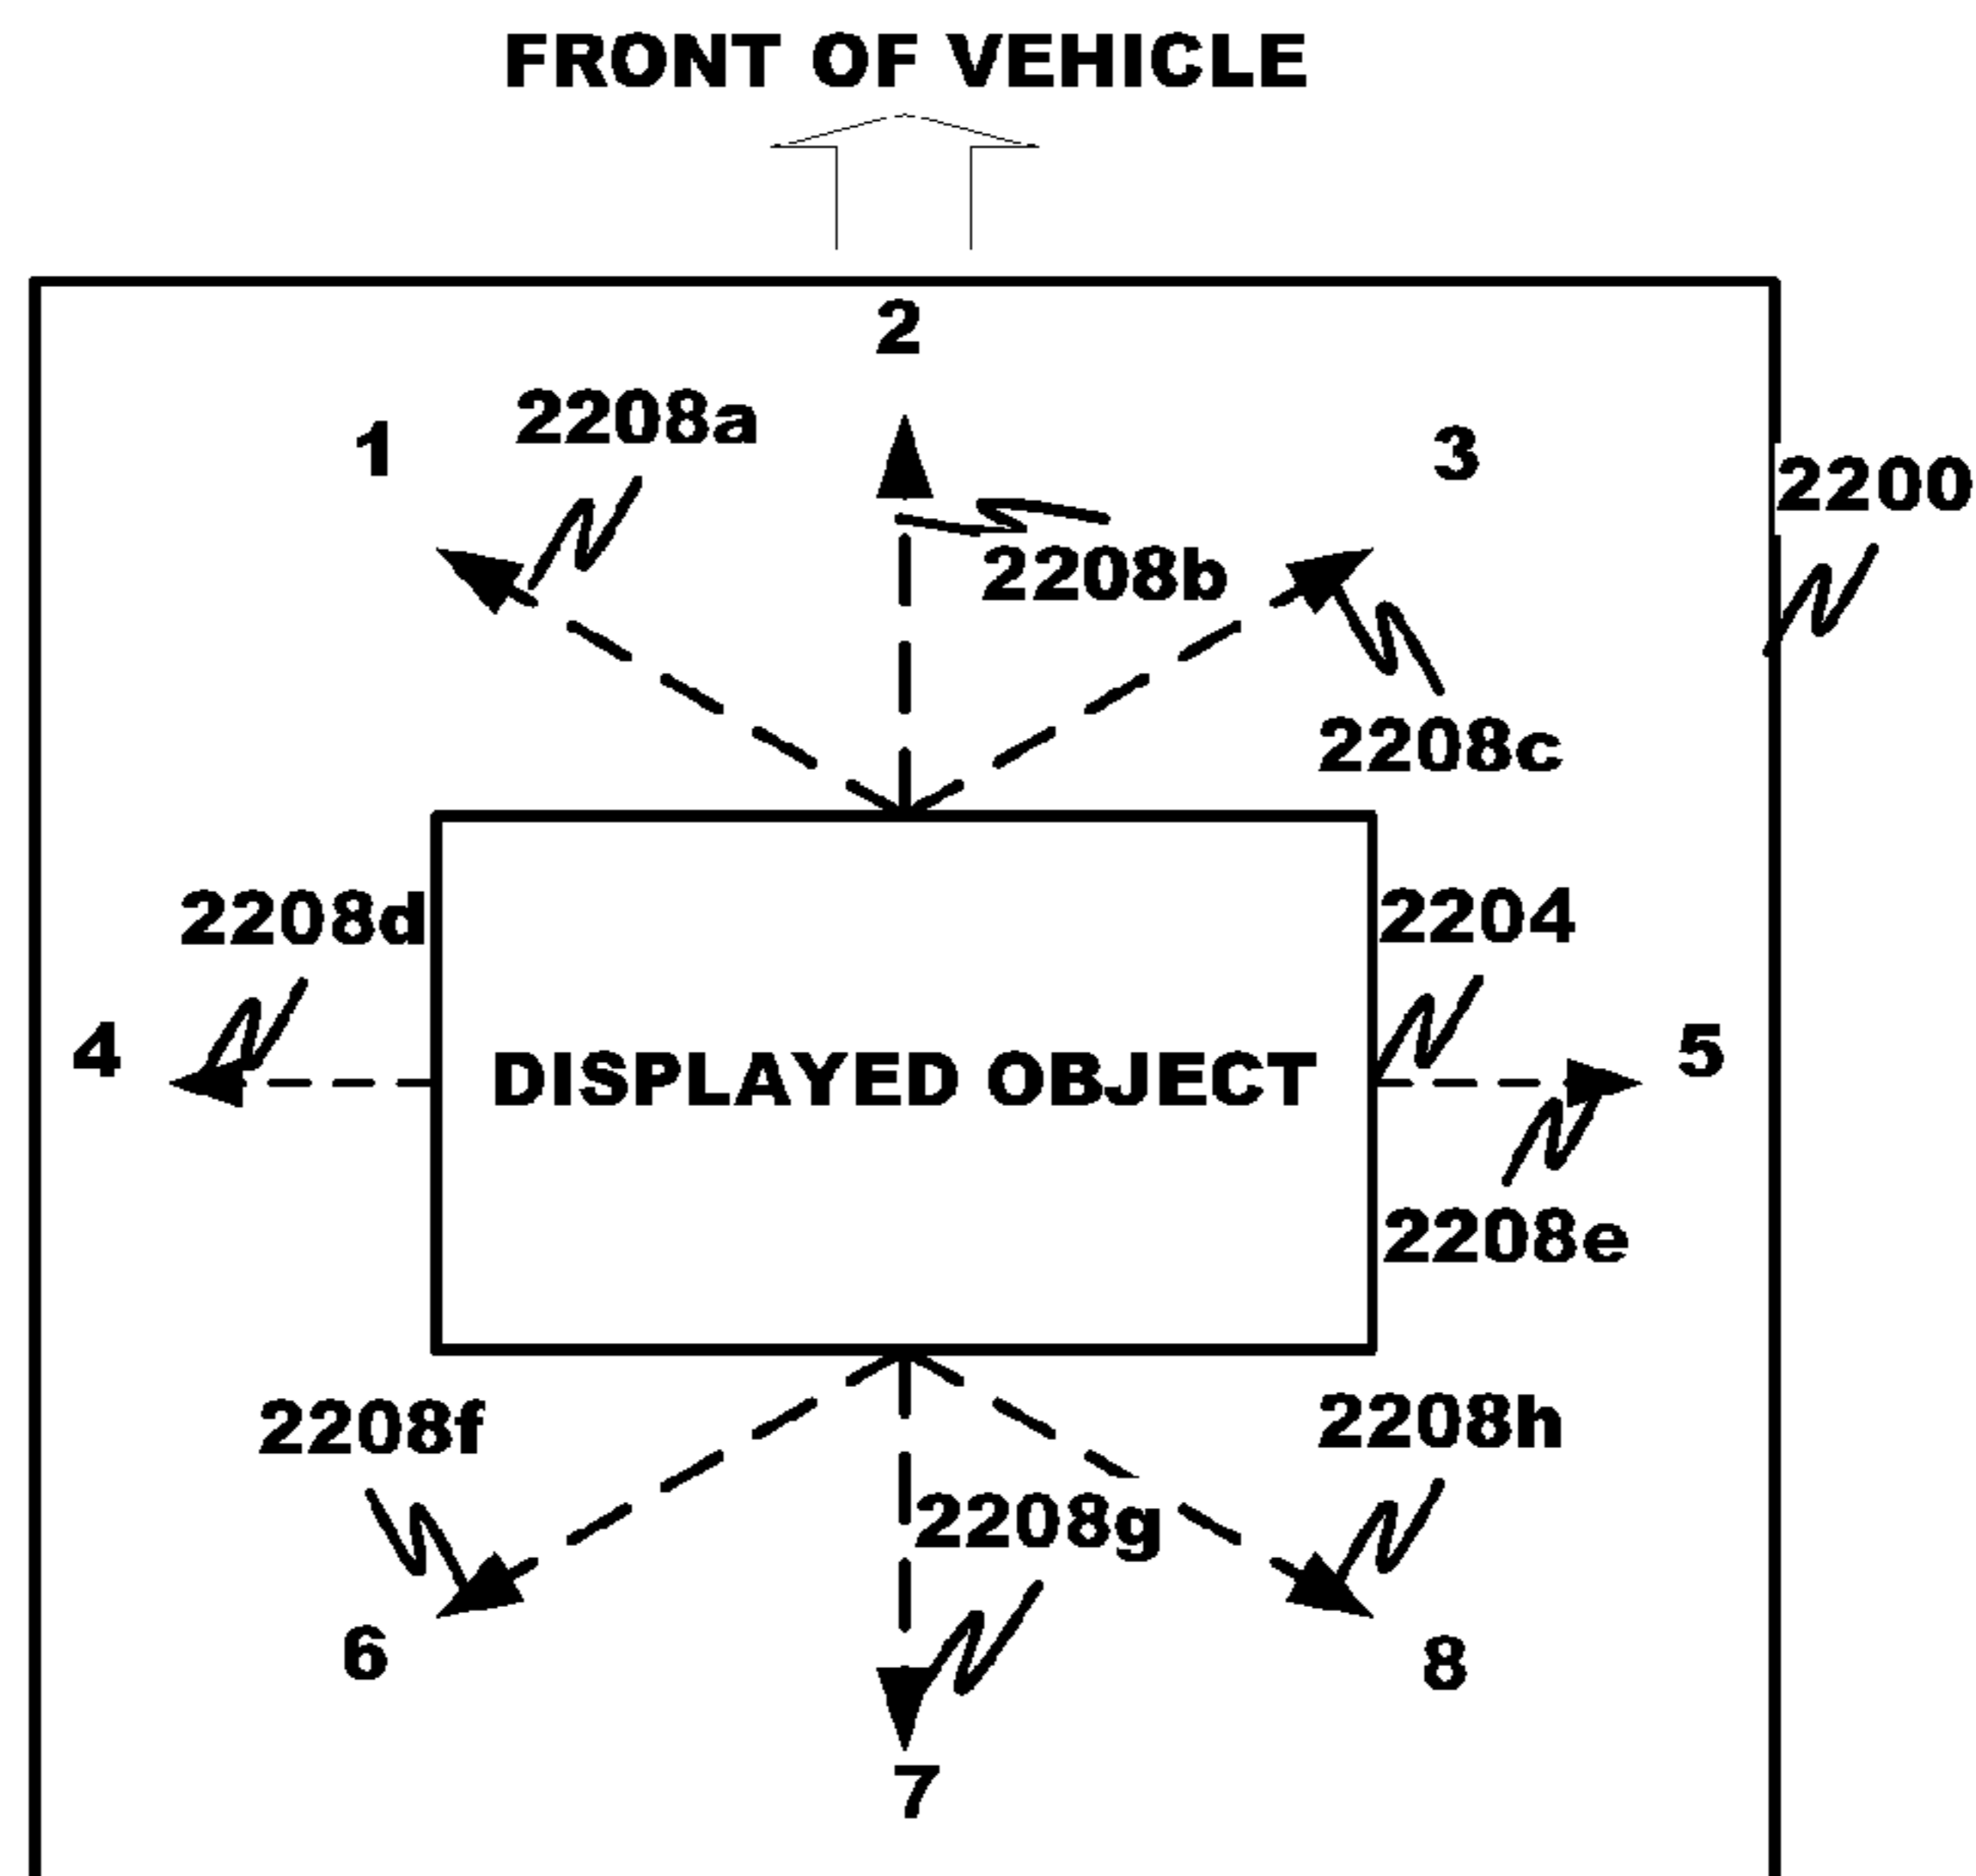 FRONT OF VEHICLE
2
2208a
1
3
2200
2208b
2208c
2208d
2204
4
5
DISPLAYED OBJECT
2208e
2208f
2208h
2208g
6
8
7